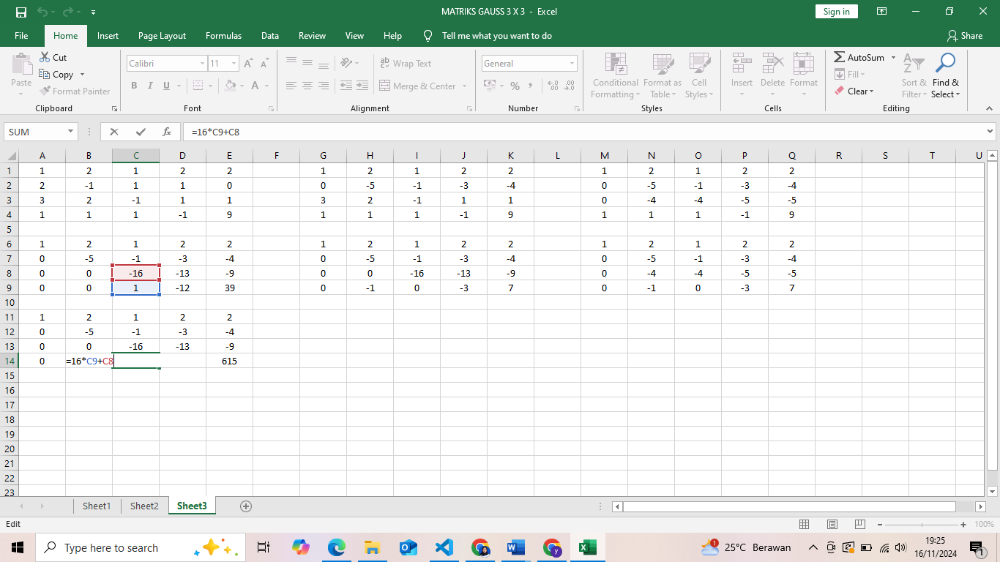 MATRIKS GAUSS 3 X 3 - Excel
Sign in
File Home Insert Page Layout Formulas Data Review View Help Tell me what you want to do Share
Paste
Cut
Copy
Format Painter
Clipboard
Calibri 11
B I U
Font
Wrap Text
Merge & Center
Alignment
General
Number
Conditional Formatting
Format as Table
Cell Styles
Styles
Insert Delete Format
Cells
AutoSum
Fill
Clear
Sort & Filter
Find & Select
Editing
SUM fx =16*C9+C8
A B C D E F G H I J K L M N O P Q R S T U
1 1 2 1 2 2 1 2 1 2 2 1 2 1 2 2
2 2 -1 1 1 0 0 -5 -1 -3 -4 0 -5 -1 -3 -4
3 3 2 -1 1 1 3 2 -1 1 1 0 -4 -4 -5 -5
4 1 1 1 -1 9 1 1 1 -1 9 1 1 1 -1 9
5
6 1 2 1 2 2 1 2 1 2 2 1 2 1 2 2
7 0 -5 -1 -3 -4 0 -5 -1 -3 -4 0 -5 -1 -3 -4
8 0 0 -16 -13 -9 0 0 -16 -13 -9 0 -4 -4 -5 -5
9 0 0 1 -12 39 0 -1 0 -3 7 0 -1 0 -3 7
10
11 1 2 1 2 2
12 0 -5 -1 -3 -4
13 0 0 -16 -13 -9
14 0 =16*C9+C8 615
15
16
17
18
19
20
21
22
23
Sheet1 Sheet2 Sheet3
Edit 100%
Type here to search
25°C Berawan
19:25
16/11/2024